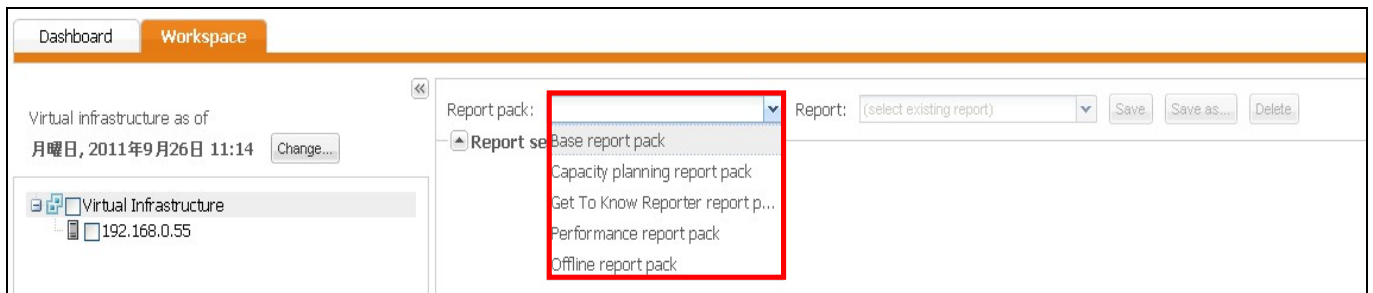 Dashboard Workspace
Virtual infrastructure as of
月曜日, 2011年9月26日 11:14 Change...
Virtual Infrastructure
192.168.0.55
Report pack: Report: (select existing report) Save Save as... Delete
Report se
Base report pack
Capacity planning report pack
Get To Know Reporter report p...
Performance report pack
Offline report pack